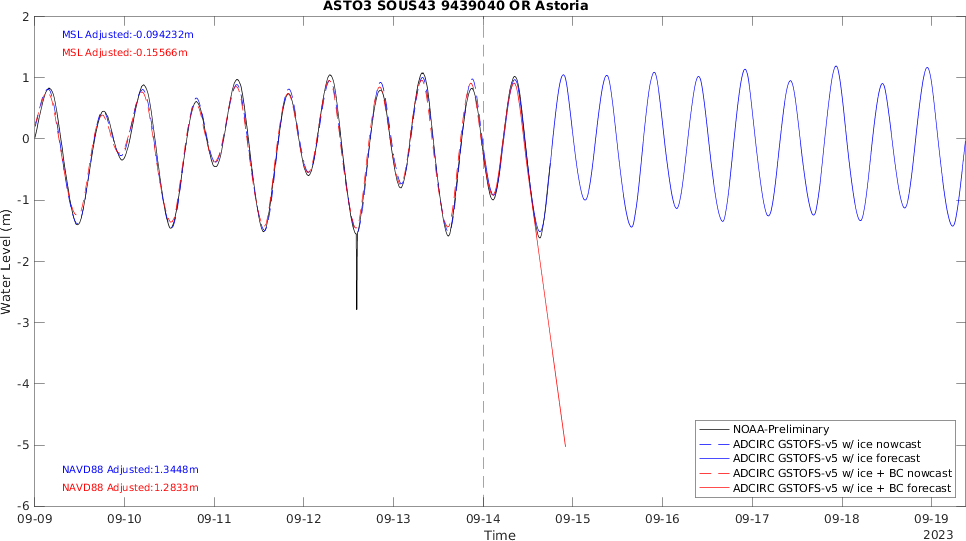 ASTO3 SOUS43 9439040 OR Astoria
MSL Adjusted:-0.094232m
MSL Adjusted:-0.15566m
Water Level (m)
2
1
0
-1
-2
-3
-4
-5
-6
NAVD88 Adjusted:1.3448m
NAVD88 Adjusted:1.2833m
NOAA-Preliminary
ADCIRC GSTOFS-v5 w/ ice nowcast
ADCIRC GSTOFS-v5 w/ ice forecast
ADCIRC GSTOFS-v5 w/ ice + BC nowcast
ADCIRC GSTOFS-v5 w/ ice + BC forecast
09-09 09-10 09-11 09-12 09-13 09-14 09-15 09-16 09-17 09-18 09-19
Time
2023